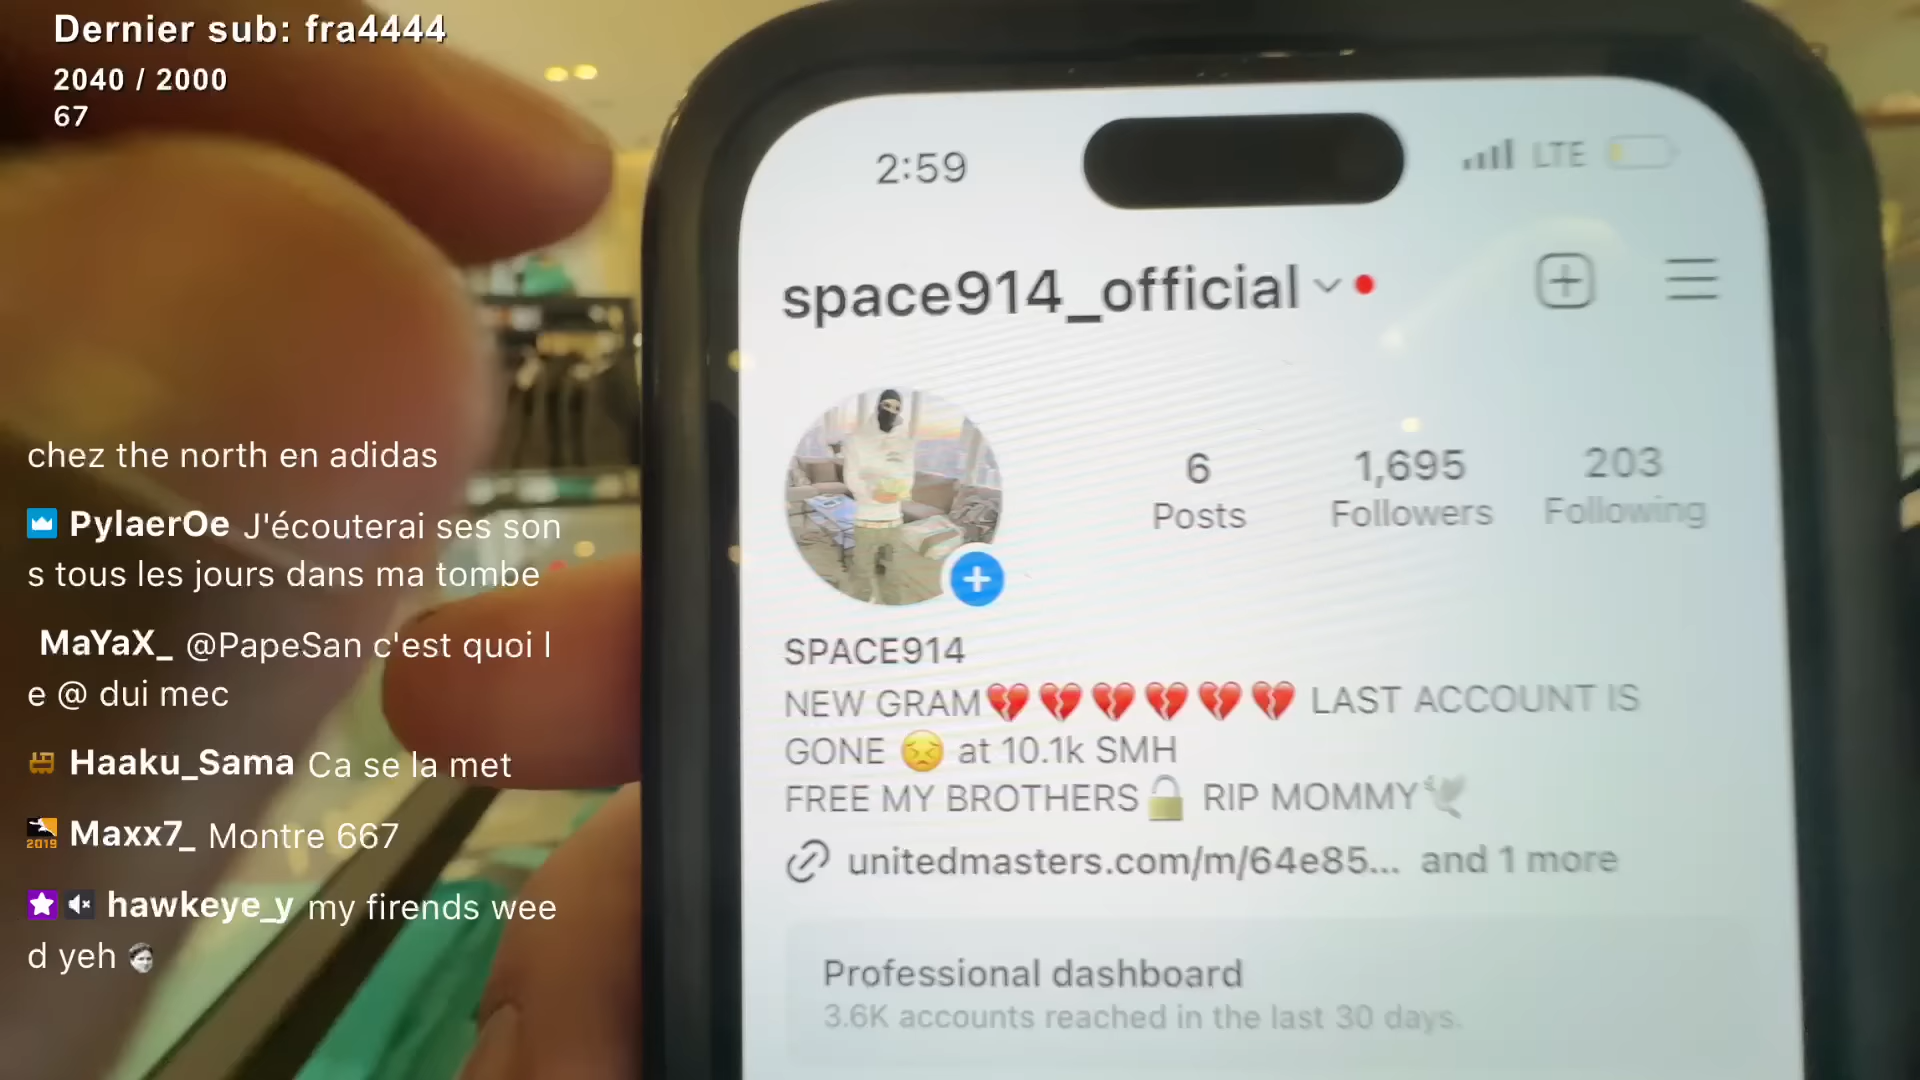 Dernier sub: fra4444
2040 / 2000
67
chez the north en adidas
PylaerOe J'écouterai ses son
s tous les jours dans ma tombe
MaYaX_ @PapeSan c'est quoi l
e @ dui mec
Haaku_Sama Ca se la met
2019 Maxx7_ Montre 667
hawkeye_y my firends wee
d yeh
2:59 LTE
space914_official
6 1,695 203
Posts Followers Following
SPACE914
NEW GRAM💔💔💔💔💔💔 LAST ACCOUNT IS
GONE 😣 at 10.1k SMH
FREE MY BROTHERS🔓 RIP MOMMY🕊
unitedmasters.com/m/64e85... and 1 more
Professional dashboard
3.6K accounts reached in the last 30 days.